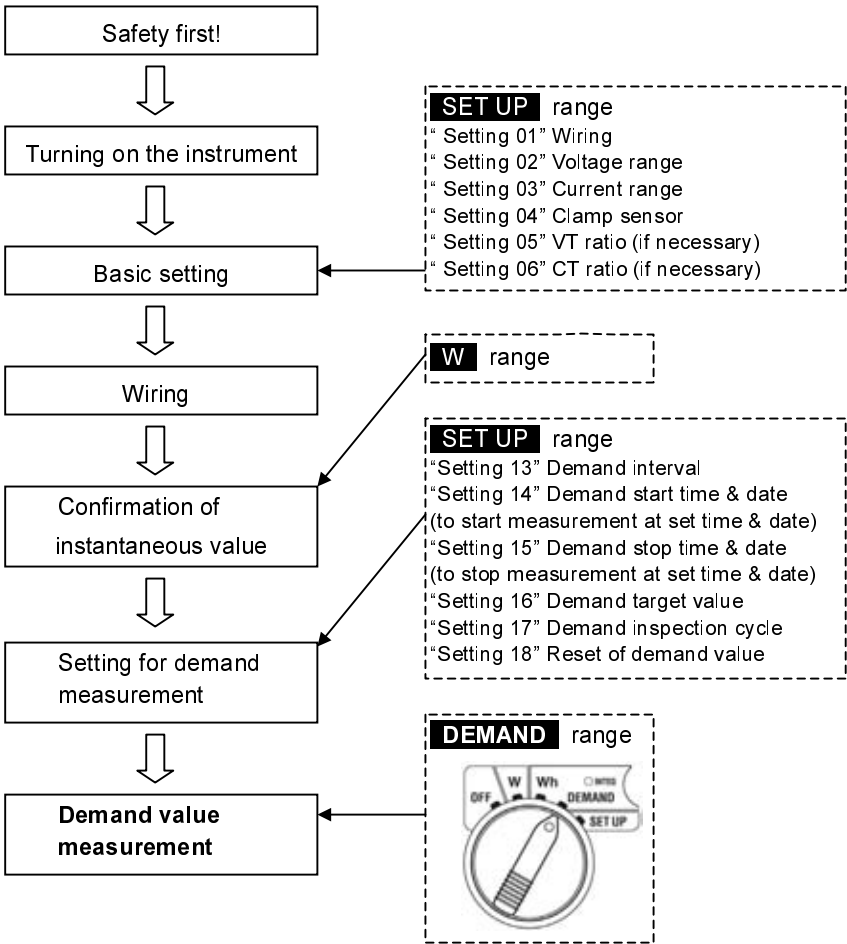 Safety first!
Turning on the instrument
Basic setting
Wiring
Confirmation of
instantaneous value
Setting for demand
measurement
Demand value
measurement
SET UP range
“ Setting 01” Wiring
“ Setting 02” Voltage range
“ Setting 03” Current range
“ Setting 04” Clamp sensor
“ Setting 05” VT ratio (if necessary)
“ Setting 06” CT ratio (if necessary)
W range
SET UP range
“Setting 13” Demand interval
“Setting 14” Demand start time & date
(to start measurement at set time & date)
“Setting 15” Demand stop time & date
(to stop measurement at set time & date)
“Setting 16” Demand target value
“Setting 17” Demand inspection cycle
“Setting 18” Reset of demand value
DEMAND range
OFF W Wh
DEMAND
SET UP